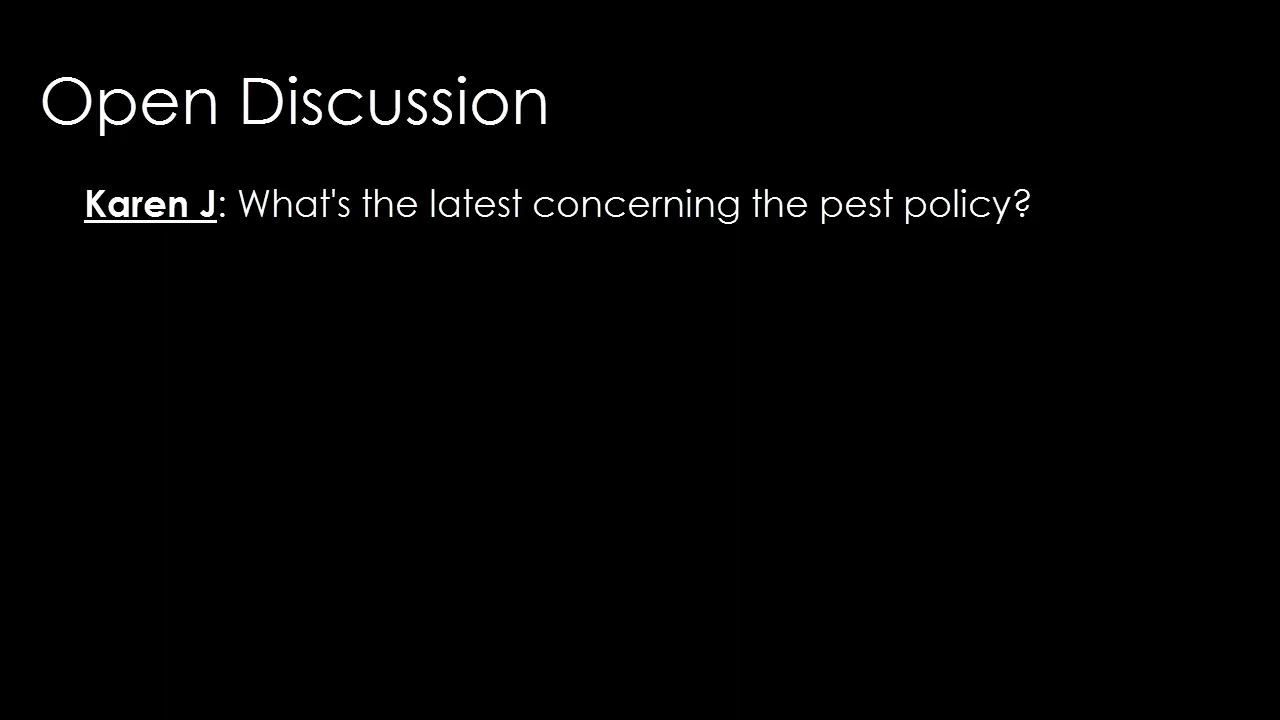 Open Discussion
Karen J: What's the latest concerning the pest policy?